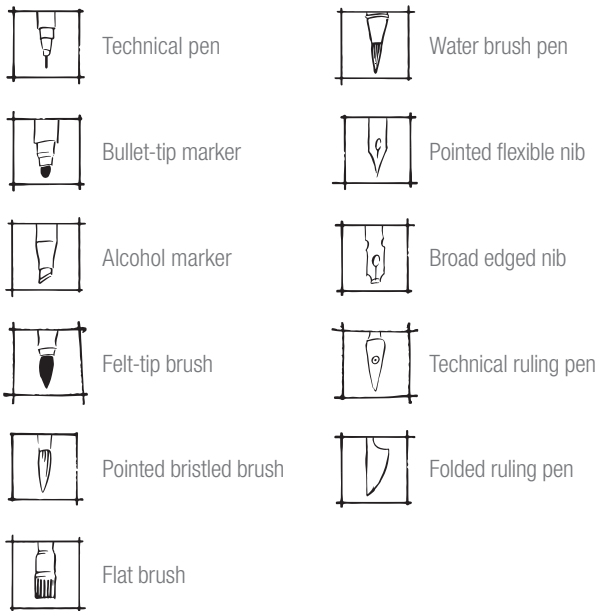 Technical pen
Bullet-tip marker
Alcohol marker
Felt-tip brush
Pointed bristled brush
Flat brush
Water brush pen
Pointed flexible nib
Broad edged nib
Technical ruling pen
Folded ruling pen